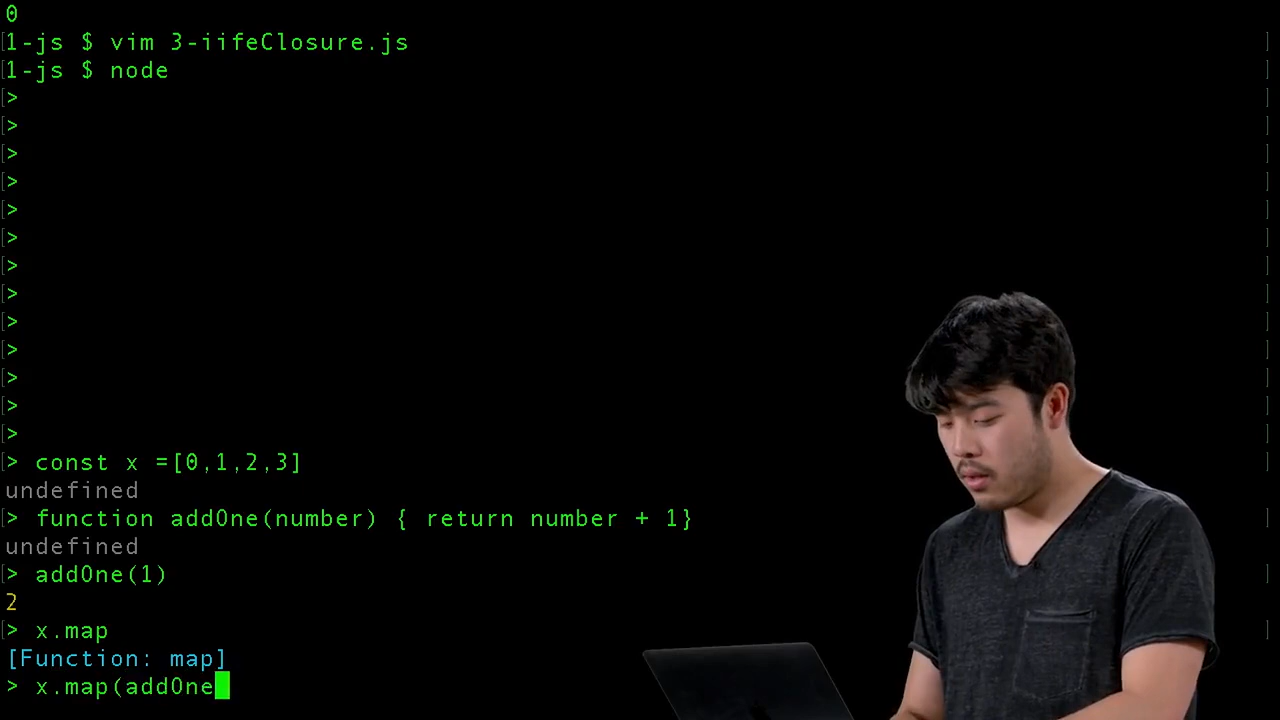 0
[1-js $ vim 3-iifeClosure.js ]
[1-js $ node ]
[> ]
[> ]
[> ]
[> ]
[> ]
[> ]
[> ]
[> ]
[> ]
[> ]
[> ]
[> ]
[> ]
[> const x =[0,1,2,3] ]
undefined
[> function addOne(number) { return number + 1} ]
undefined
[> addOne(1) ]
2
[> x.map ]
[Function: map]
> x.map(addOne